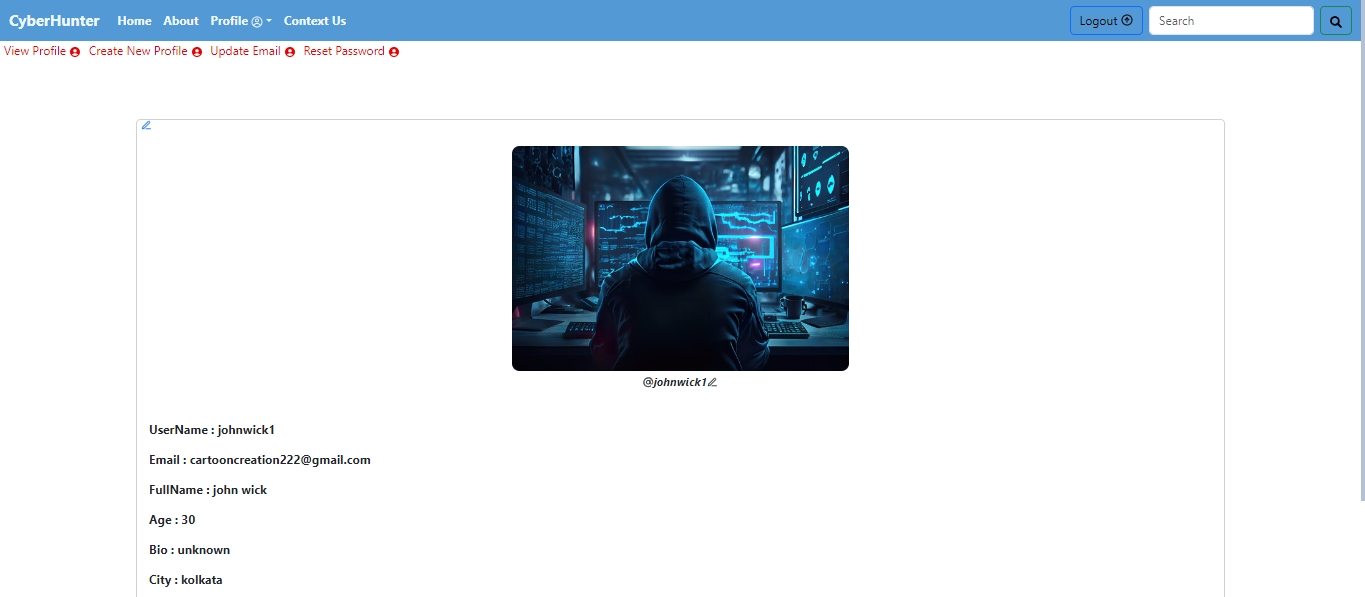 CyberHunter Home About Profile Context Us Logout Search
View Profile Create New Profile Update Email Reset Password
@johnwick1
UserName : johnwick1
Email : cartooncreation222@gmail.com
FullName : john wick
Age : 30
Bio : unknown
City : kolkata